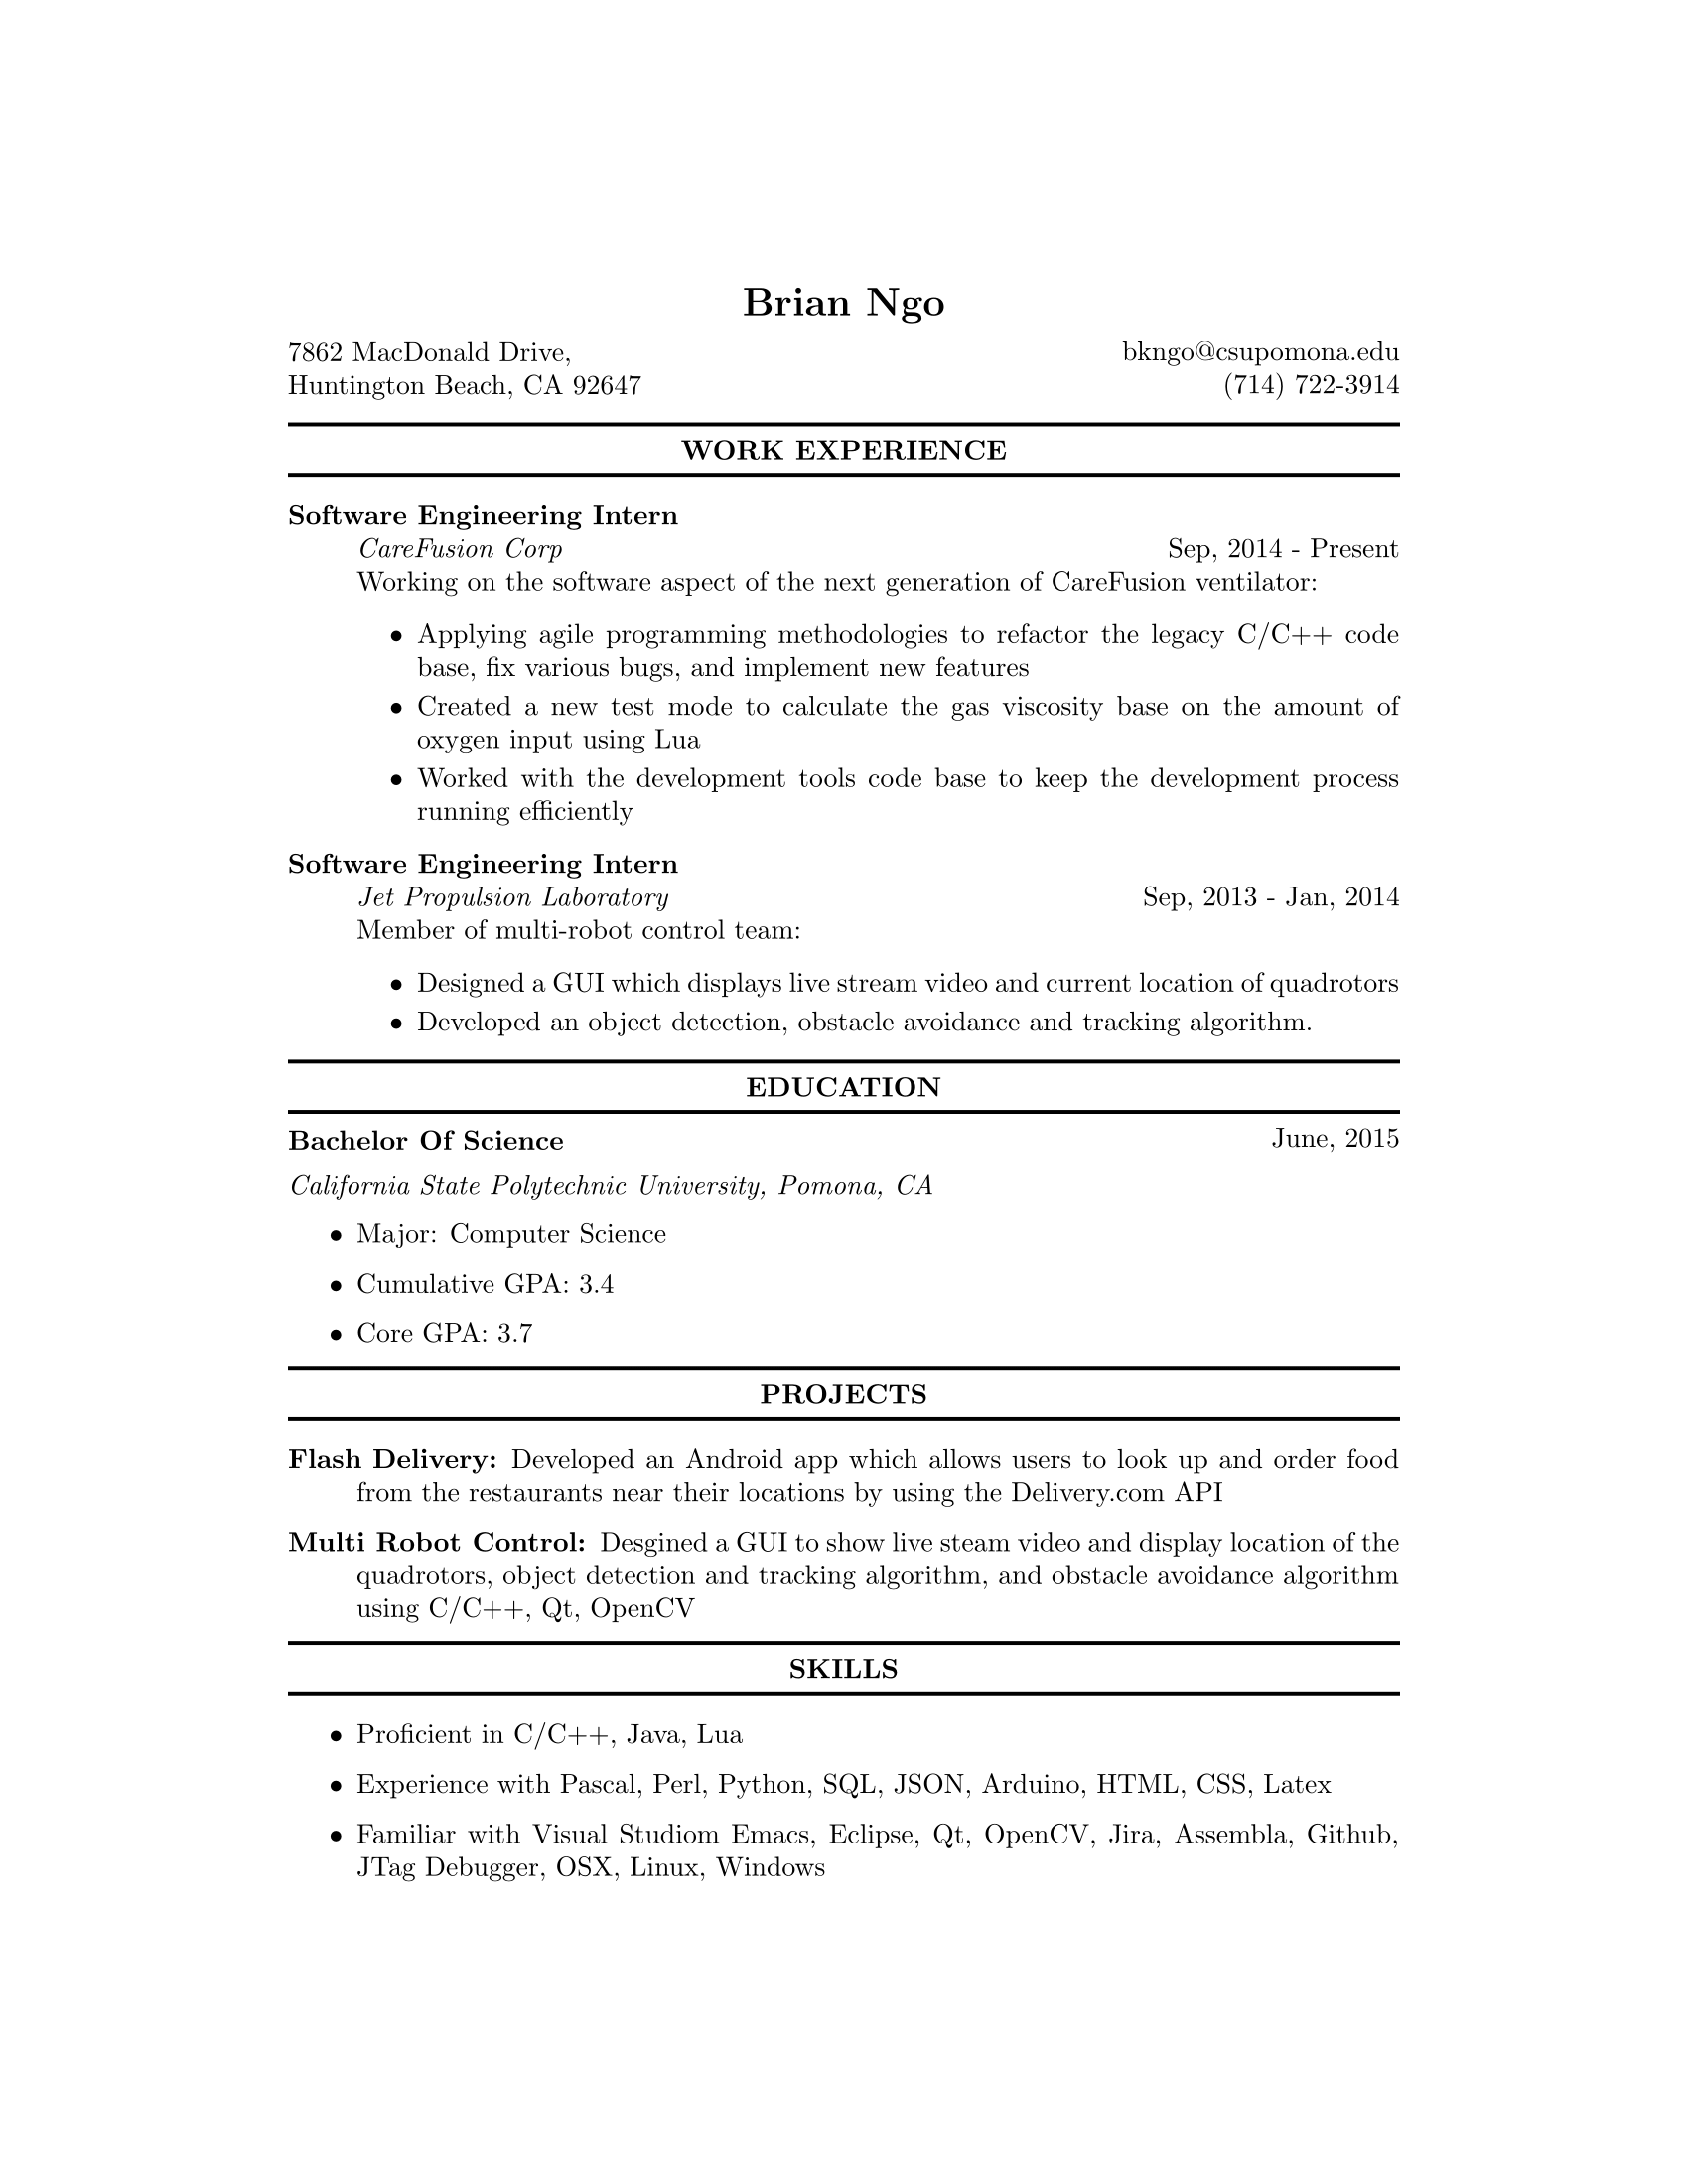 Brian Ngo
7862 MacDonald Drive,
Huntington Beach, CA 92647
bkngo@csupomona.edu
(714) 722-3914
WORK EXPERIENCE
Software Engineering Intern
CareFusion Corp Sep, 2014 - Present
Working on the software aspect of the next generation of CareFusion ventilator:
• Applying agile programming methodologies to refactor the legacy C/C++ code
base, fix various bugs, and implement new features
• Created a new test mode to calculate the gas viscosity base on the amount of
oxygen input using Lua
• Worked with the development tools code base to keep the development process
running efficiently
Software Engineering Intern
Jet Propulsion Laboratory Sep, 2013 - Jan, 2014
Member of multi-robot control team:
• Designed a GUI which displays live stream video and current location of quadrotors
• Developed an object detection, obstacle avoidance and tracking algorithm.
EDUCATION
Bachelor Of Science June, 2015
California State Polytechnic University, Pomona, CA
• Major: Computer Science
• Cumulative GPA: 3.4
• Core GPA: 3.7
PROJECTS
Flash Delivery: Developed an Android app which allows users to look up and order food
from the restaurants near their locations by using the Delivery.com API
Multi Robot Control: Desgined a GUI to show live steam video and display location of the
quadrotors, object detection and tracking algorithm, and obstacle avoidance algorithm
using C/C++, Qt, OpenCV
SKILLS
• Proficient in C/C++, Java, Lua
• Experience with Pascal, Perl, Python, SQL, JSON, Arduino, HTML, CSS, Latex
• Familiar with Visual Studiom Emacs, Eclipse, Qt, OpenCV, Jira, Assembla, Github,
JTag Debugger, OSX, Linux, Windows